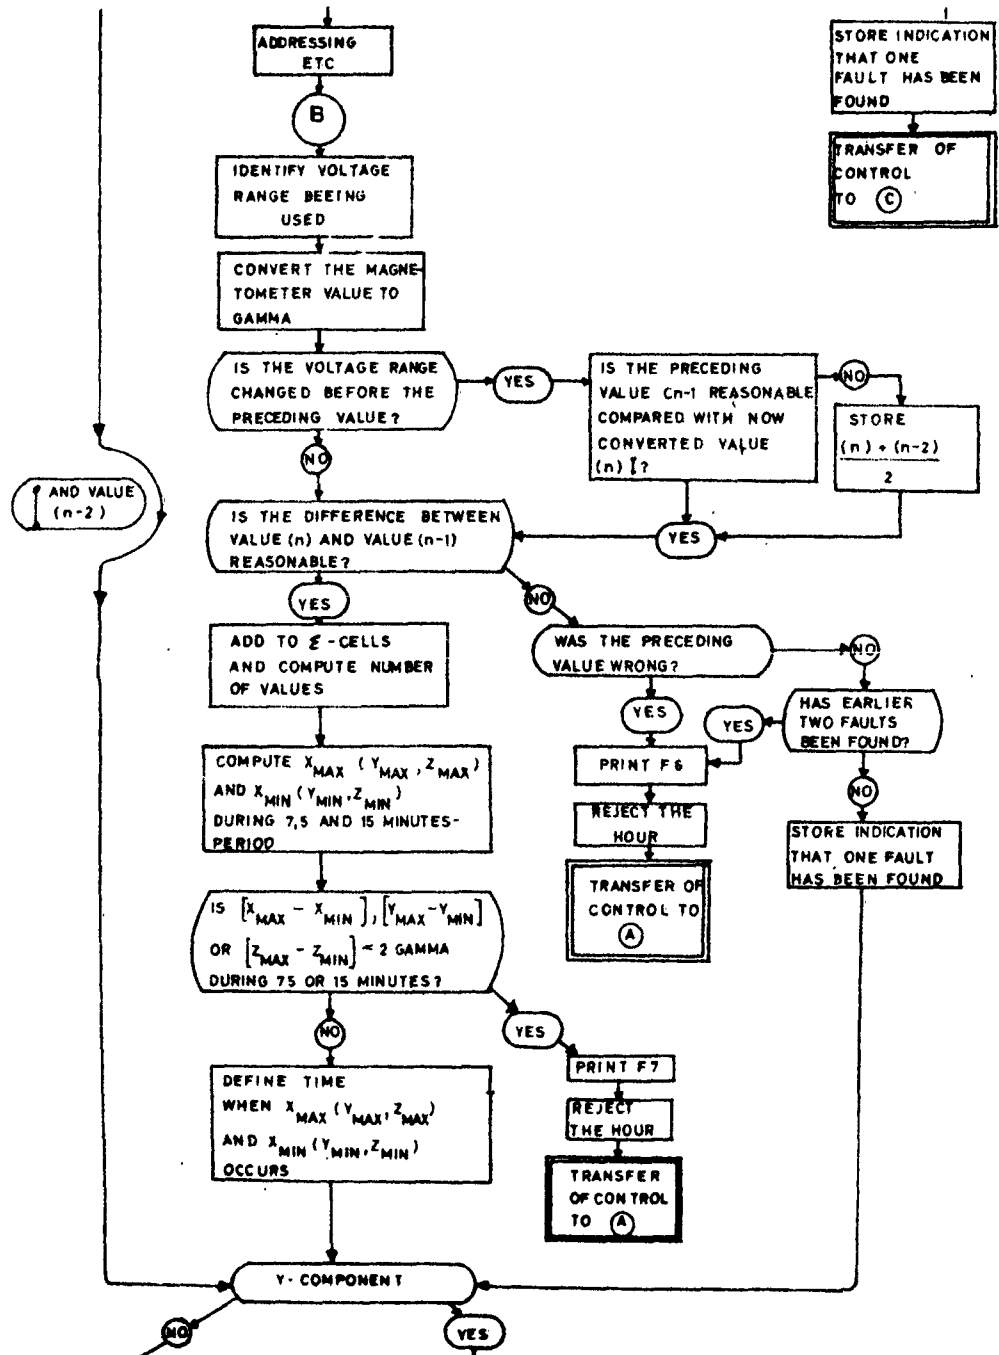 ADDRESSING
ETC
B
IDENTIFY VOLTAGE
RANGE BEEING
USED
CONVERT THE MAGNE-
TOMETER VALUE TO
GAMMA
IS THE VOLTAGE RANGE
CHANGED BEFORE THE
PRECEDING VALUE?
YES
IS THE PRECEDING
VALUE Cn-1 REASONABLE
COMPARED WITH NOW
CONVERTED VALUE
(n) ?
NO
STORE
(n) + (n-2)
2
NO
YES
AND VALUE
(n-2)
IS THE DIFFERENCE BETWEEN
VALUE (n) AND VALUE (n-1)
REASONABLE?
YES
NO
ADD TO Σ-CELLS
AND COMPUTE NUMBER
OF VALUES
WAS THE PRECEDING
VALUE WRONG?
NO
YES
YES
HAS EARLIER
TWO FAULTS
BEEN FOUND?
COMPUTE XMAX (YMAX, ZMAX)
AND XMIN (YMIN, ZMIN)
DURING 7,5 AND 15 MINUTES-
PERIOD
PRINT F6
REJECT THE
HOUR
TRANSFER OF
CONTROL TO
A
NO
STORE INDICATION
THAT ONE FAULT
HAS BEEN FOUND
IS [XMAX - XMIN], [YMAX-YMIN]
OR [ZMAX - ZMIN] < 2 GAMMA
DURING 75 OR 15 MINUTES?
NO
YES
PRINT F7
REJECT
THE HOUR
TRANSFER
OF CONTROL
TO A
DEFINE TIME
WHEN XMAX (YMAX, ZMAX)
AND XMIN (YMIN, ZMIN)
OCCURS
Y-COMPONENT
NO
YES
STORE INDICATION
THAT ONE
FAULT HAS BEEN
FOUND
TRANSFER OF
CONTROL
TO C